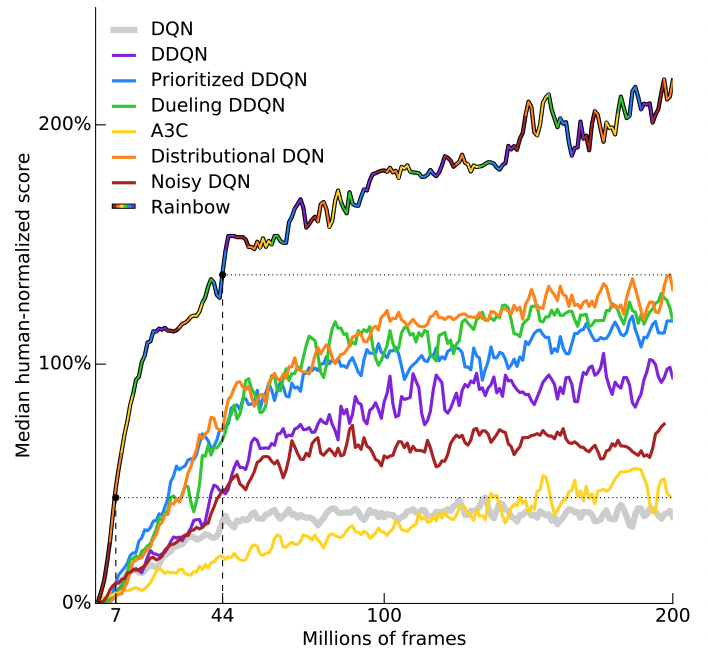 DQN
DDQN
Prioritized DDQN
Dueling DDQN
A3C
Distributional DQN
Noisy DQN
Rainbow
200%
100%
0%
Median human-normalized score
7 44 100 200
Millions of frames